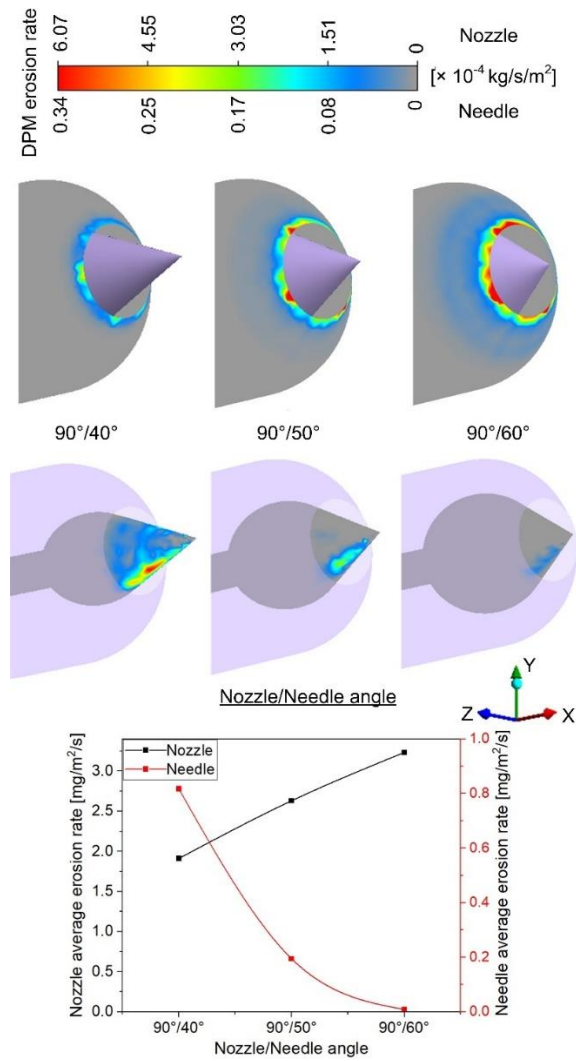 DPM erosion rate
6.07 4.55 3.03 1.51 0 Nozzle
[× 10⁻⁴ kg/s/m²]
0.34 0.25 0.17 0.08 0 Needle
90°/40° 90°/50° 90°/60°
Nozzle/Needle angle
Y
Z X
Nozzle
Needle
Nozzle average erosion rate [mg/m²/s]
3.0
2.5
2.0
1.5
1.0
0.5
0.0
1.0
0.8
0.6
0.4
0.2
0.0
Needle average erosion rate [mg/m²/s]
90°/40° 90°/50° 90°/60°
Nozzle/Needle angle